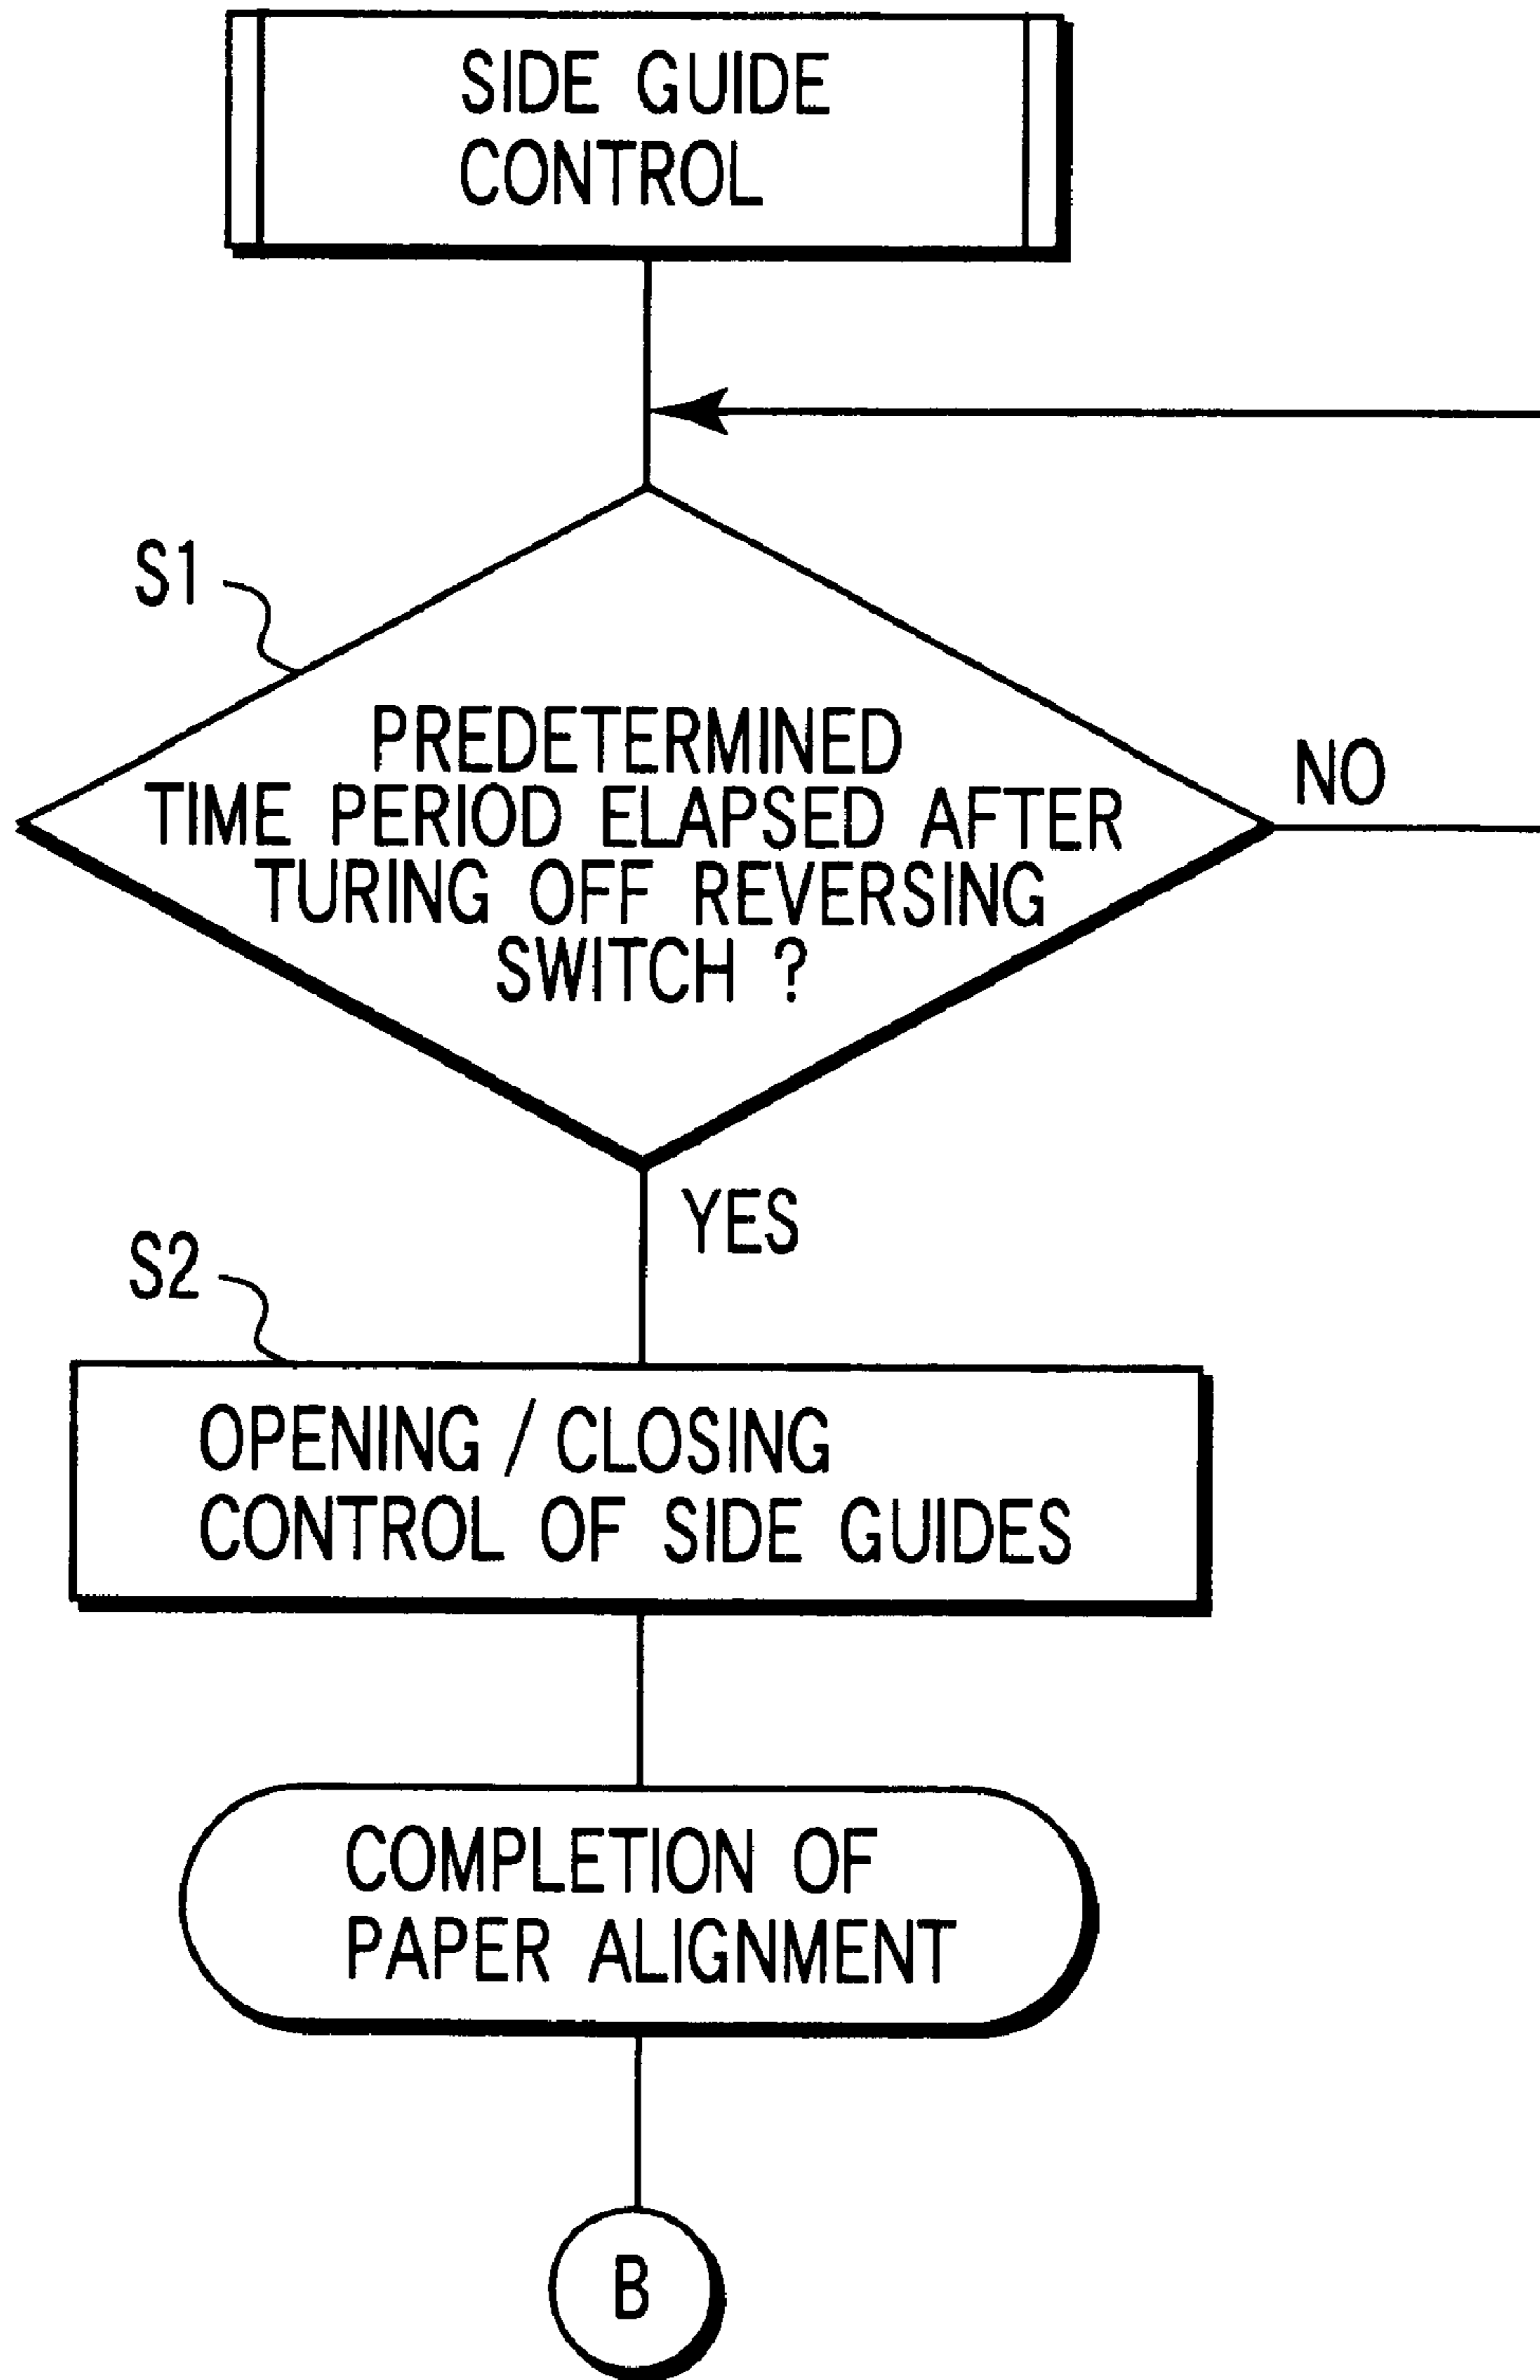 SIDE GUIDE
CONTROL
S1
PREDETERMINED
TIME PERIOD ELAPSED AFTER
TURING OFF REVERSING
SWITCH ?
NO
YES
S2
OPENING / CLOSING
CONTROL OF SIDE GUIDES
COMPLETION OF
PAPER ALIGNMENT
B